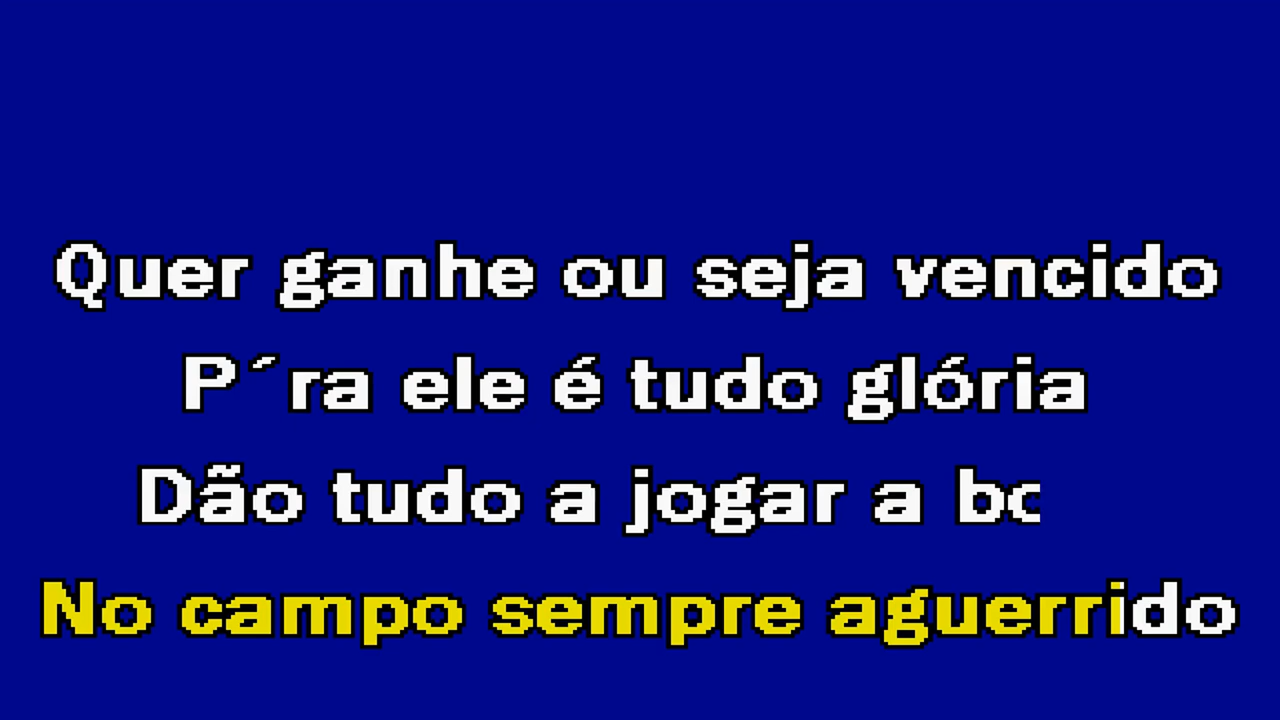 Quer ganhe ou seja vencido
P´ra ele é tudo glória
Dão tudo a jogar a
No campo sempre aguerrido